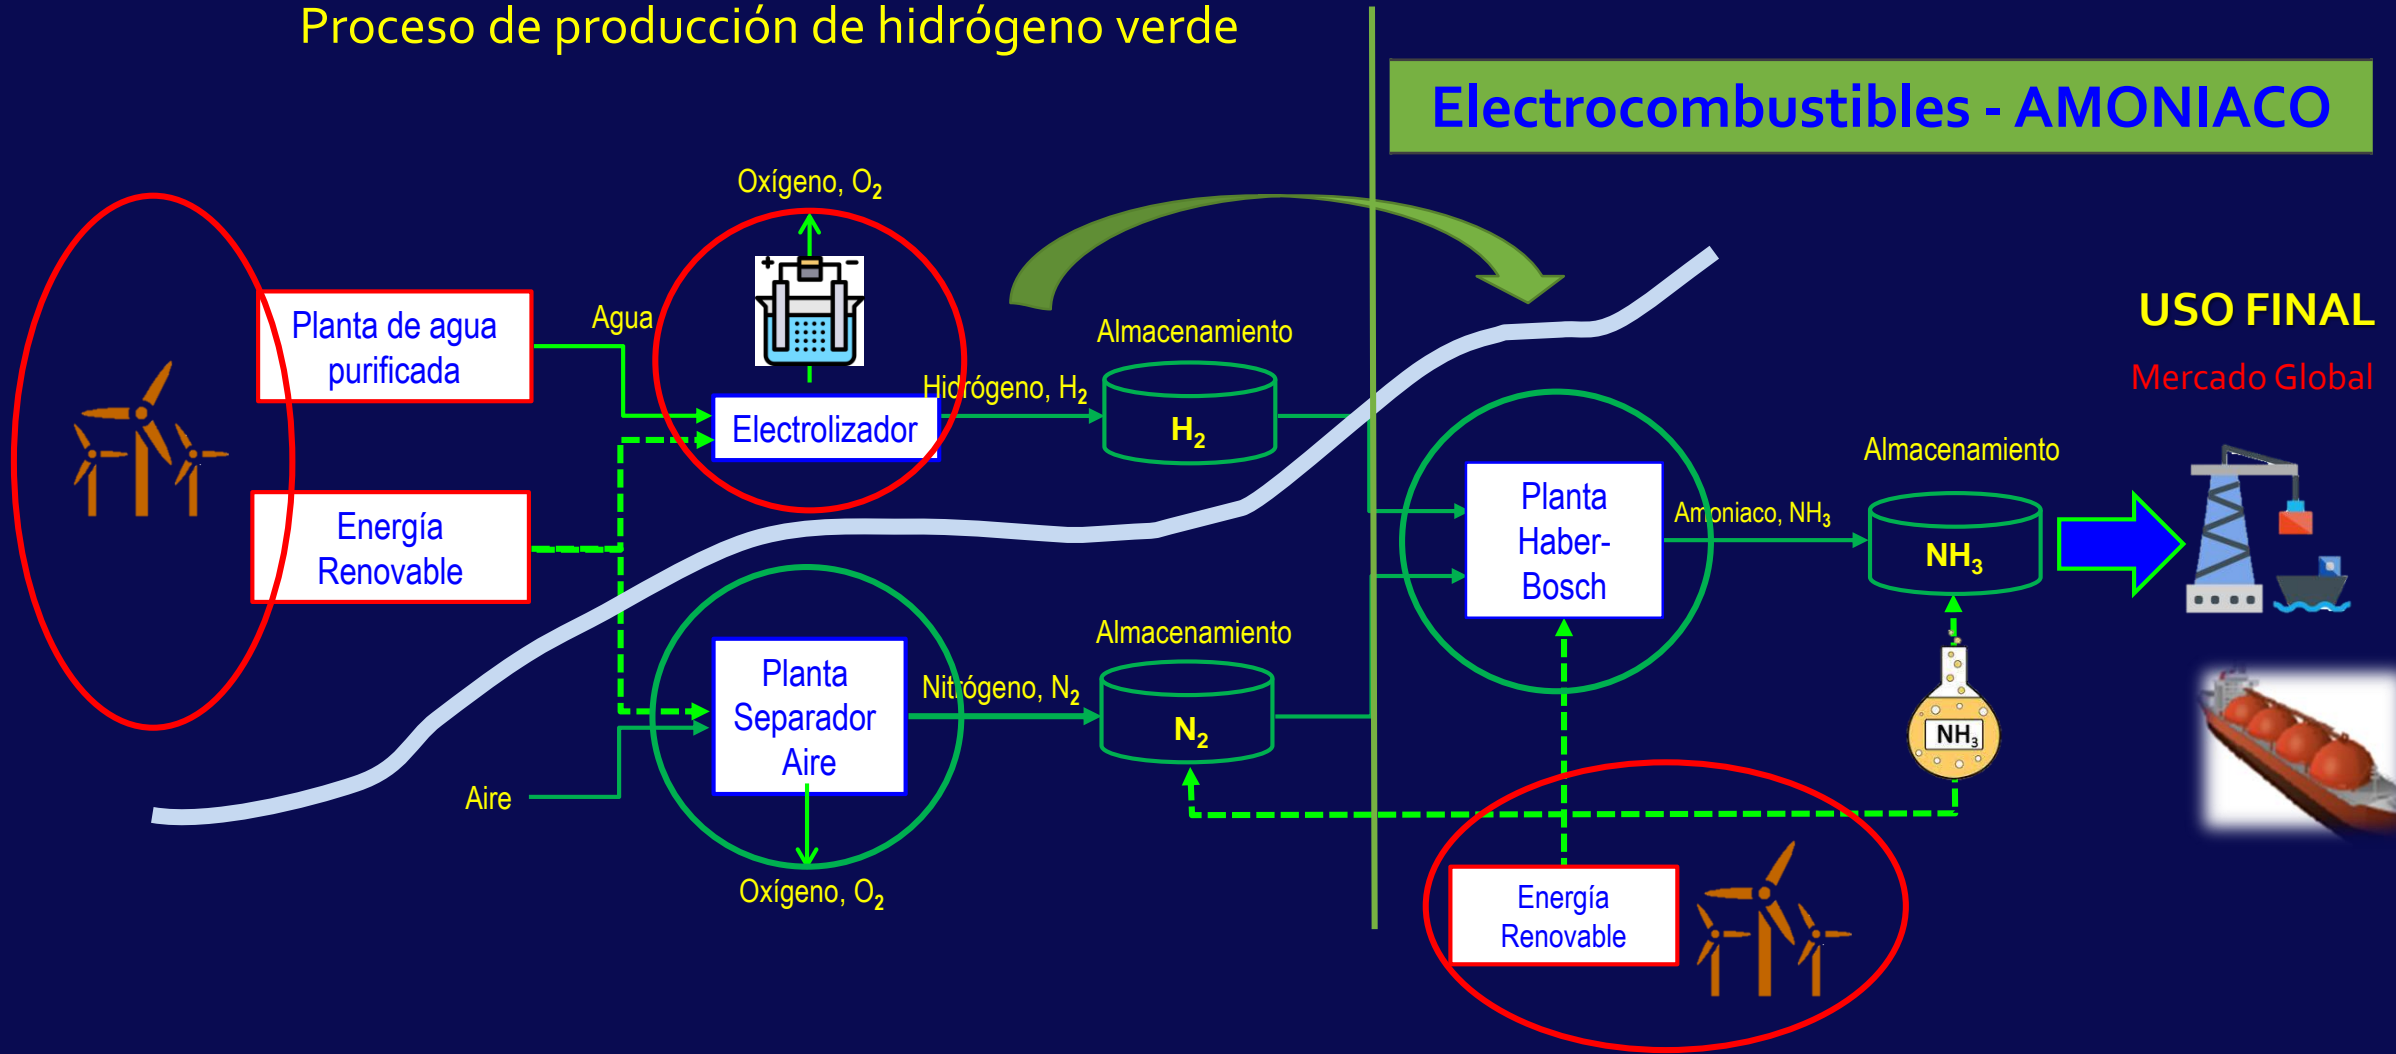 Proceso de producción de hidrógeno verde
Electrocombustibles - AMONIACO
Oxígeno, O₂
+ −
Planta de agua
purificada
Agua
Electrolizador
Hidrógeno, H₂
Almacenamiento
H₂
Energía
Renovable
Planta
Separador
Aire
Aire
Oxígeno, O₂
Nitrógeno, N₂
Almacenamiento
N₂
Planta
Haber-
Bosch
Amoniaco, NH₃
Almacenamiento
NH₃
NH₃
Energía
Renovable
USO FINAL
Mercado Global